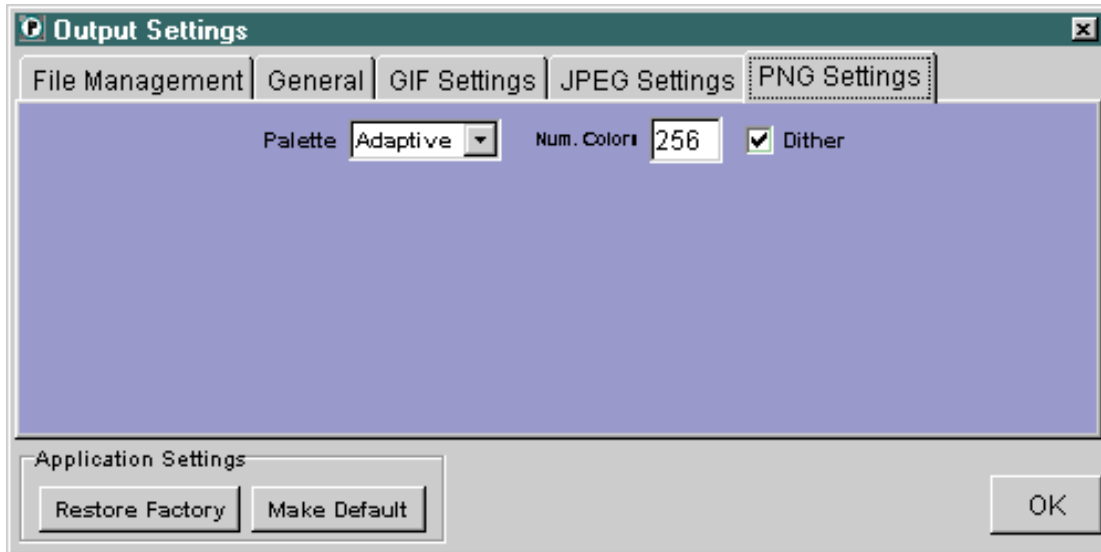 Output Settings
File Management General GIF Settings JPEG Settings PNG Settings
Palette Adaptive Num. Colors 256 Dither
Application Settings
Restore Factory Make Default
OK